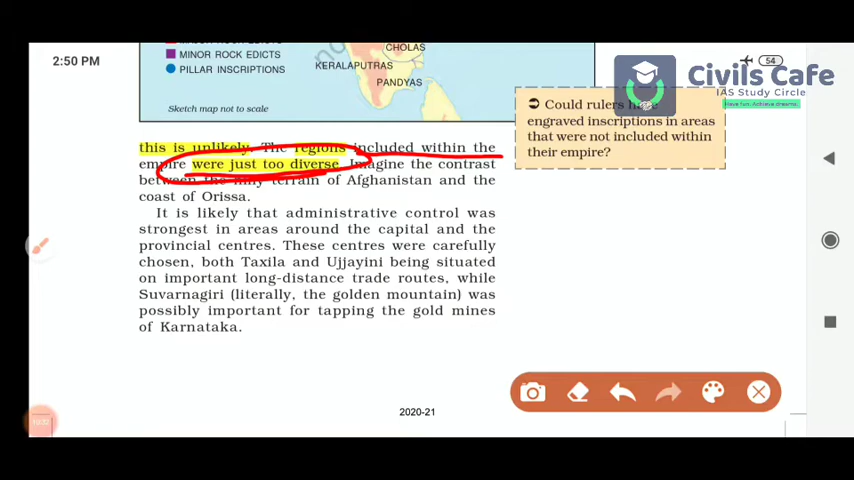 2:50 PM
54
MINOR ROCK EDICTS
PILLAR INSCRIPTIONS
CHOLAS
KERALAPUTRAS
PANDYAS
Sketch map not to scale
Civils Cafe
IAS Study Circle
Have fun. Achieve dreams.
Could rulers have
engraved inscriptions in areas
that were not included within
their empire?
this is unlikely. The regions included within the
empire were just too diverse. Imagine the contrast
between the hilly terrain of Afghanistan and the
coast of Orissa.
It is likely that administrative control was
strongest in areas around the capital and the
provincial centres. These centres were carefully
chosen, both Taxila and Ujjayini being situated
on important long-distance trade routes, while
Suvarnagiri (literally, the golden mountain) was
possibly important for tapping the gold mines
of Karnataka.
2020-21